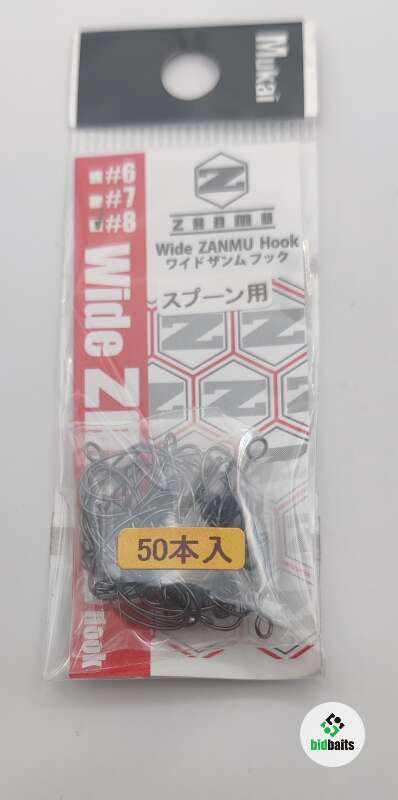 Mukai
#6
#7
#8
Z
ZANMU
Wide ZANMU Hook
ワイド ザンム フック
スプーン用
Wide Z
50本入
Hook
bidbaits